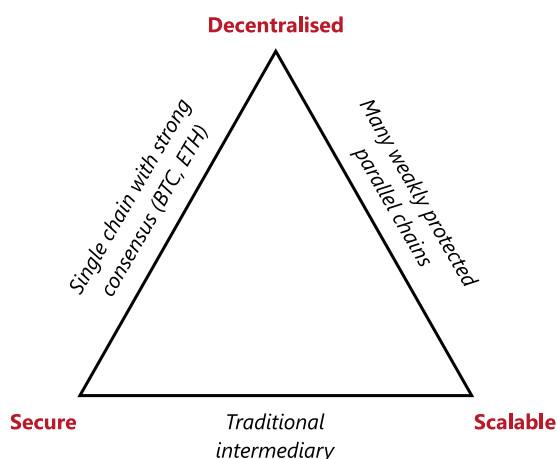 Decentralised
Single chain with strong
consensus (BTC, ETH)
Many weakly protected
parallel chains
Secure
Traditional
intermediary
Scalable